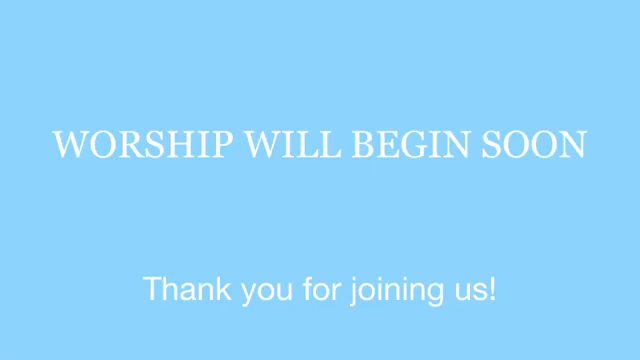 WORSHIP WILL BEGIN SOON
Thank you for joining us!